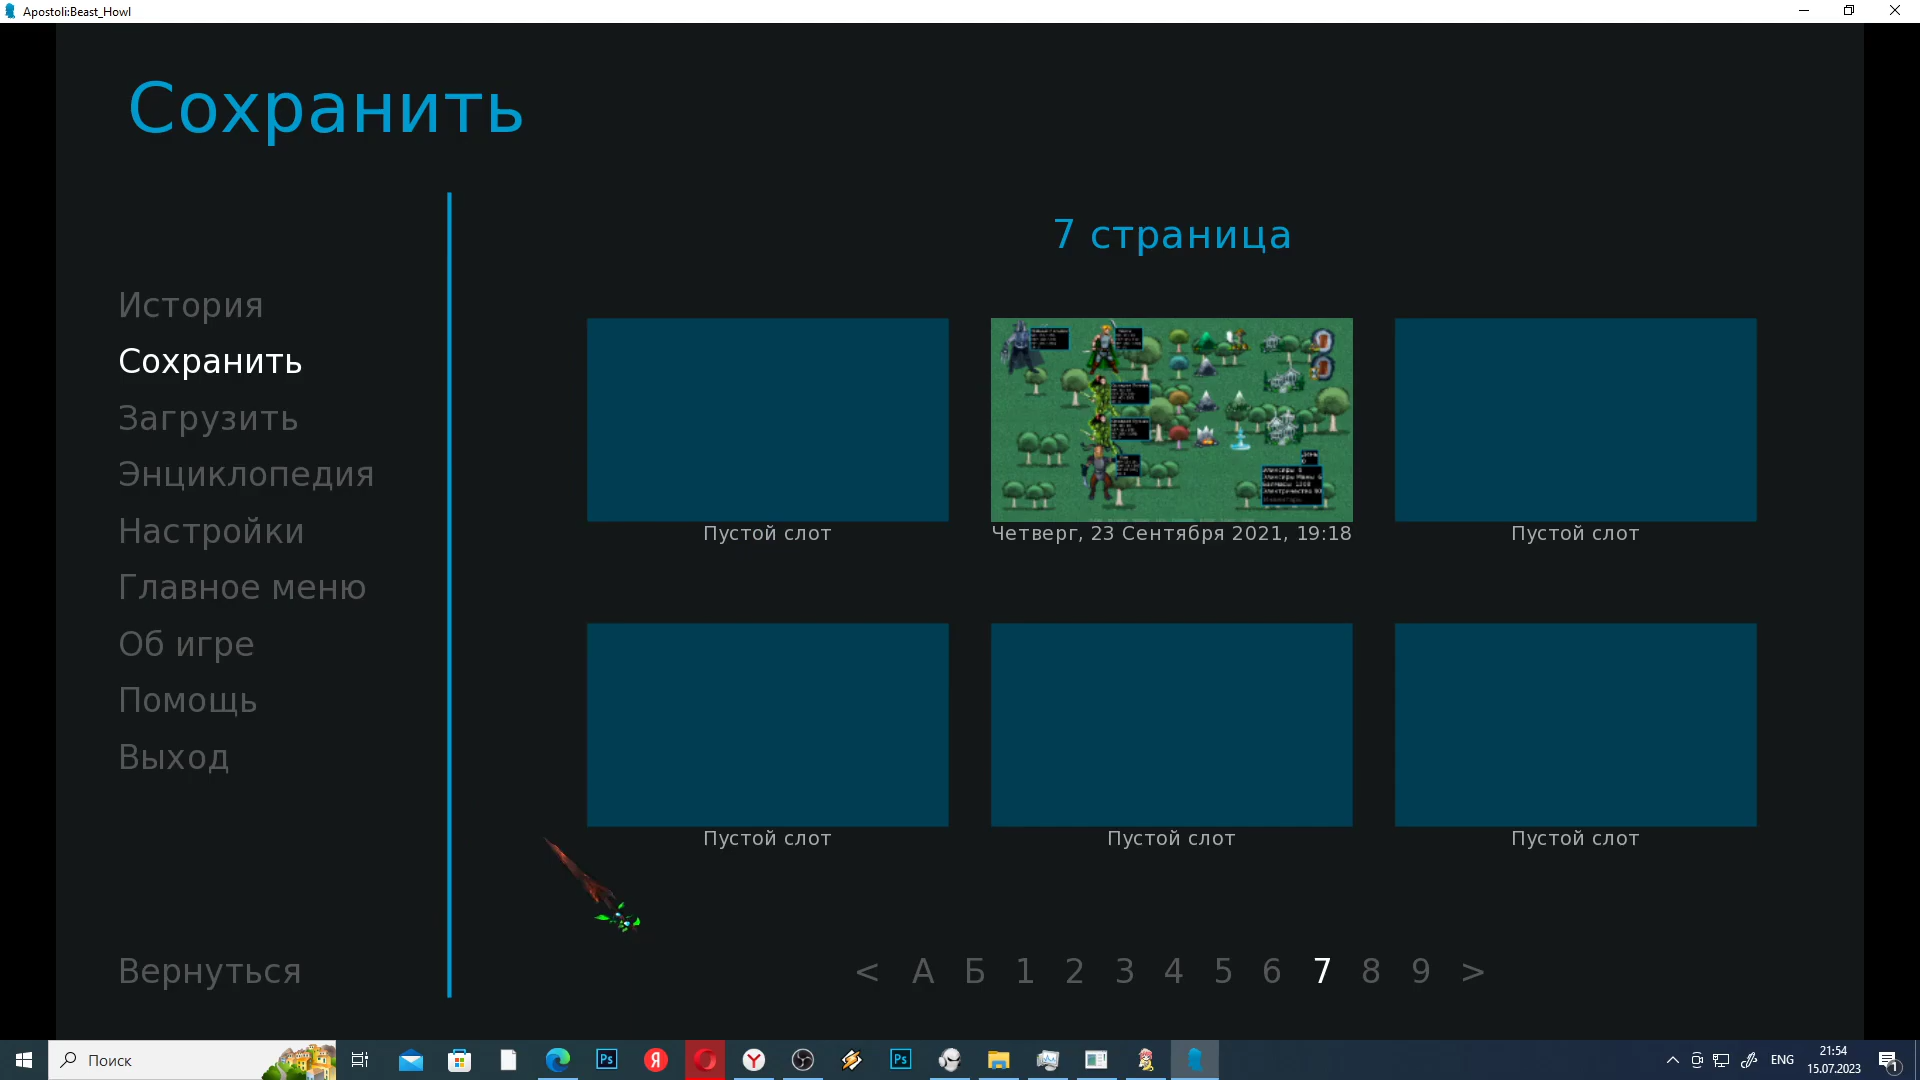 Apostoli:Beast_Howl
Сохранить
7 страница
История
Сохранить
Загрузить
Энциклопедия
Настройки
Главное меню
Об игре
Помощь
Выход
Вернуться
Пустой слот
Четверг, 23 Сентября 2021, 19:18
Пустой слот
Пустой слот
Пустой слот
Пустой слот
< А Б 1 2 3 4 5 6 7 8 9 >
Поиск
ENG
21:54
15.07.2023